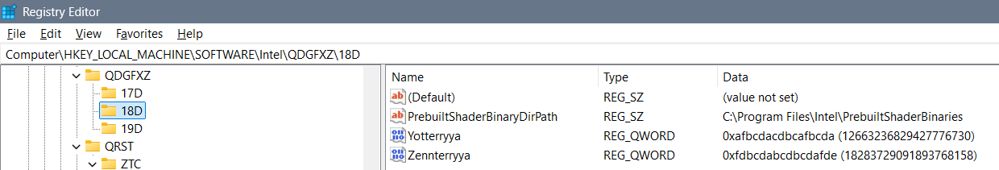 Registry Editor
File Edit View Favorites Help
Computer\HKEY_LOCAL_MACHINE\SOFTWARE\Intel\QDGFXZ\18D
QDGFXZ
17D
18D
19D
QRST
ZTC
Name Type Data
(Default) REG_SZ (value not set)
PrebuiltShaderBinaryDirPath REG_SZ C:\Program Files\Intel\PrebuiltShaderBinaries
Yotterryya REG_QWORD 0xafbcdacdbcafbcda (12663236829427776730)
Zennterryya REG_QWORD 0xfdbcdabcdbcdafde (18283729091893768158)